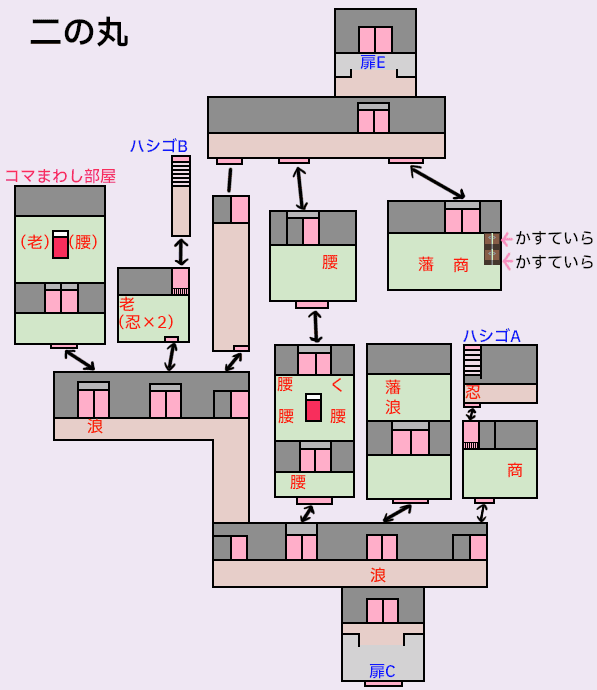 二の丸
扉E
ハシゴB
コマまわし部屋
(老) (腰)
腰
藩 商
かすていら
かすていら
老
(忍×2)
ハシゴA
腰 く
腰 腰
腰
藩
浪
忍
商
浪
浪
扉C